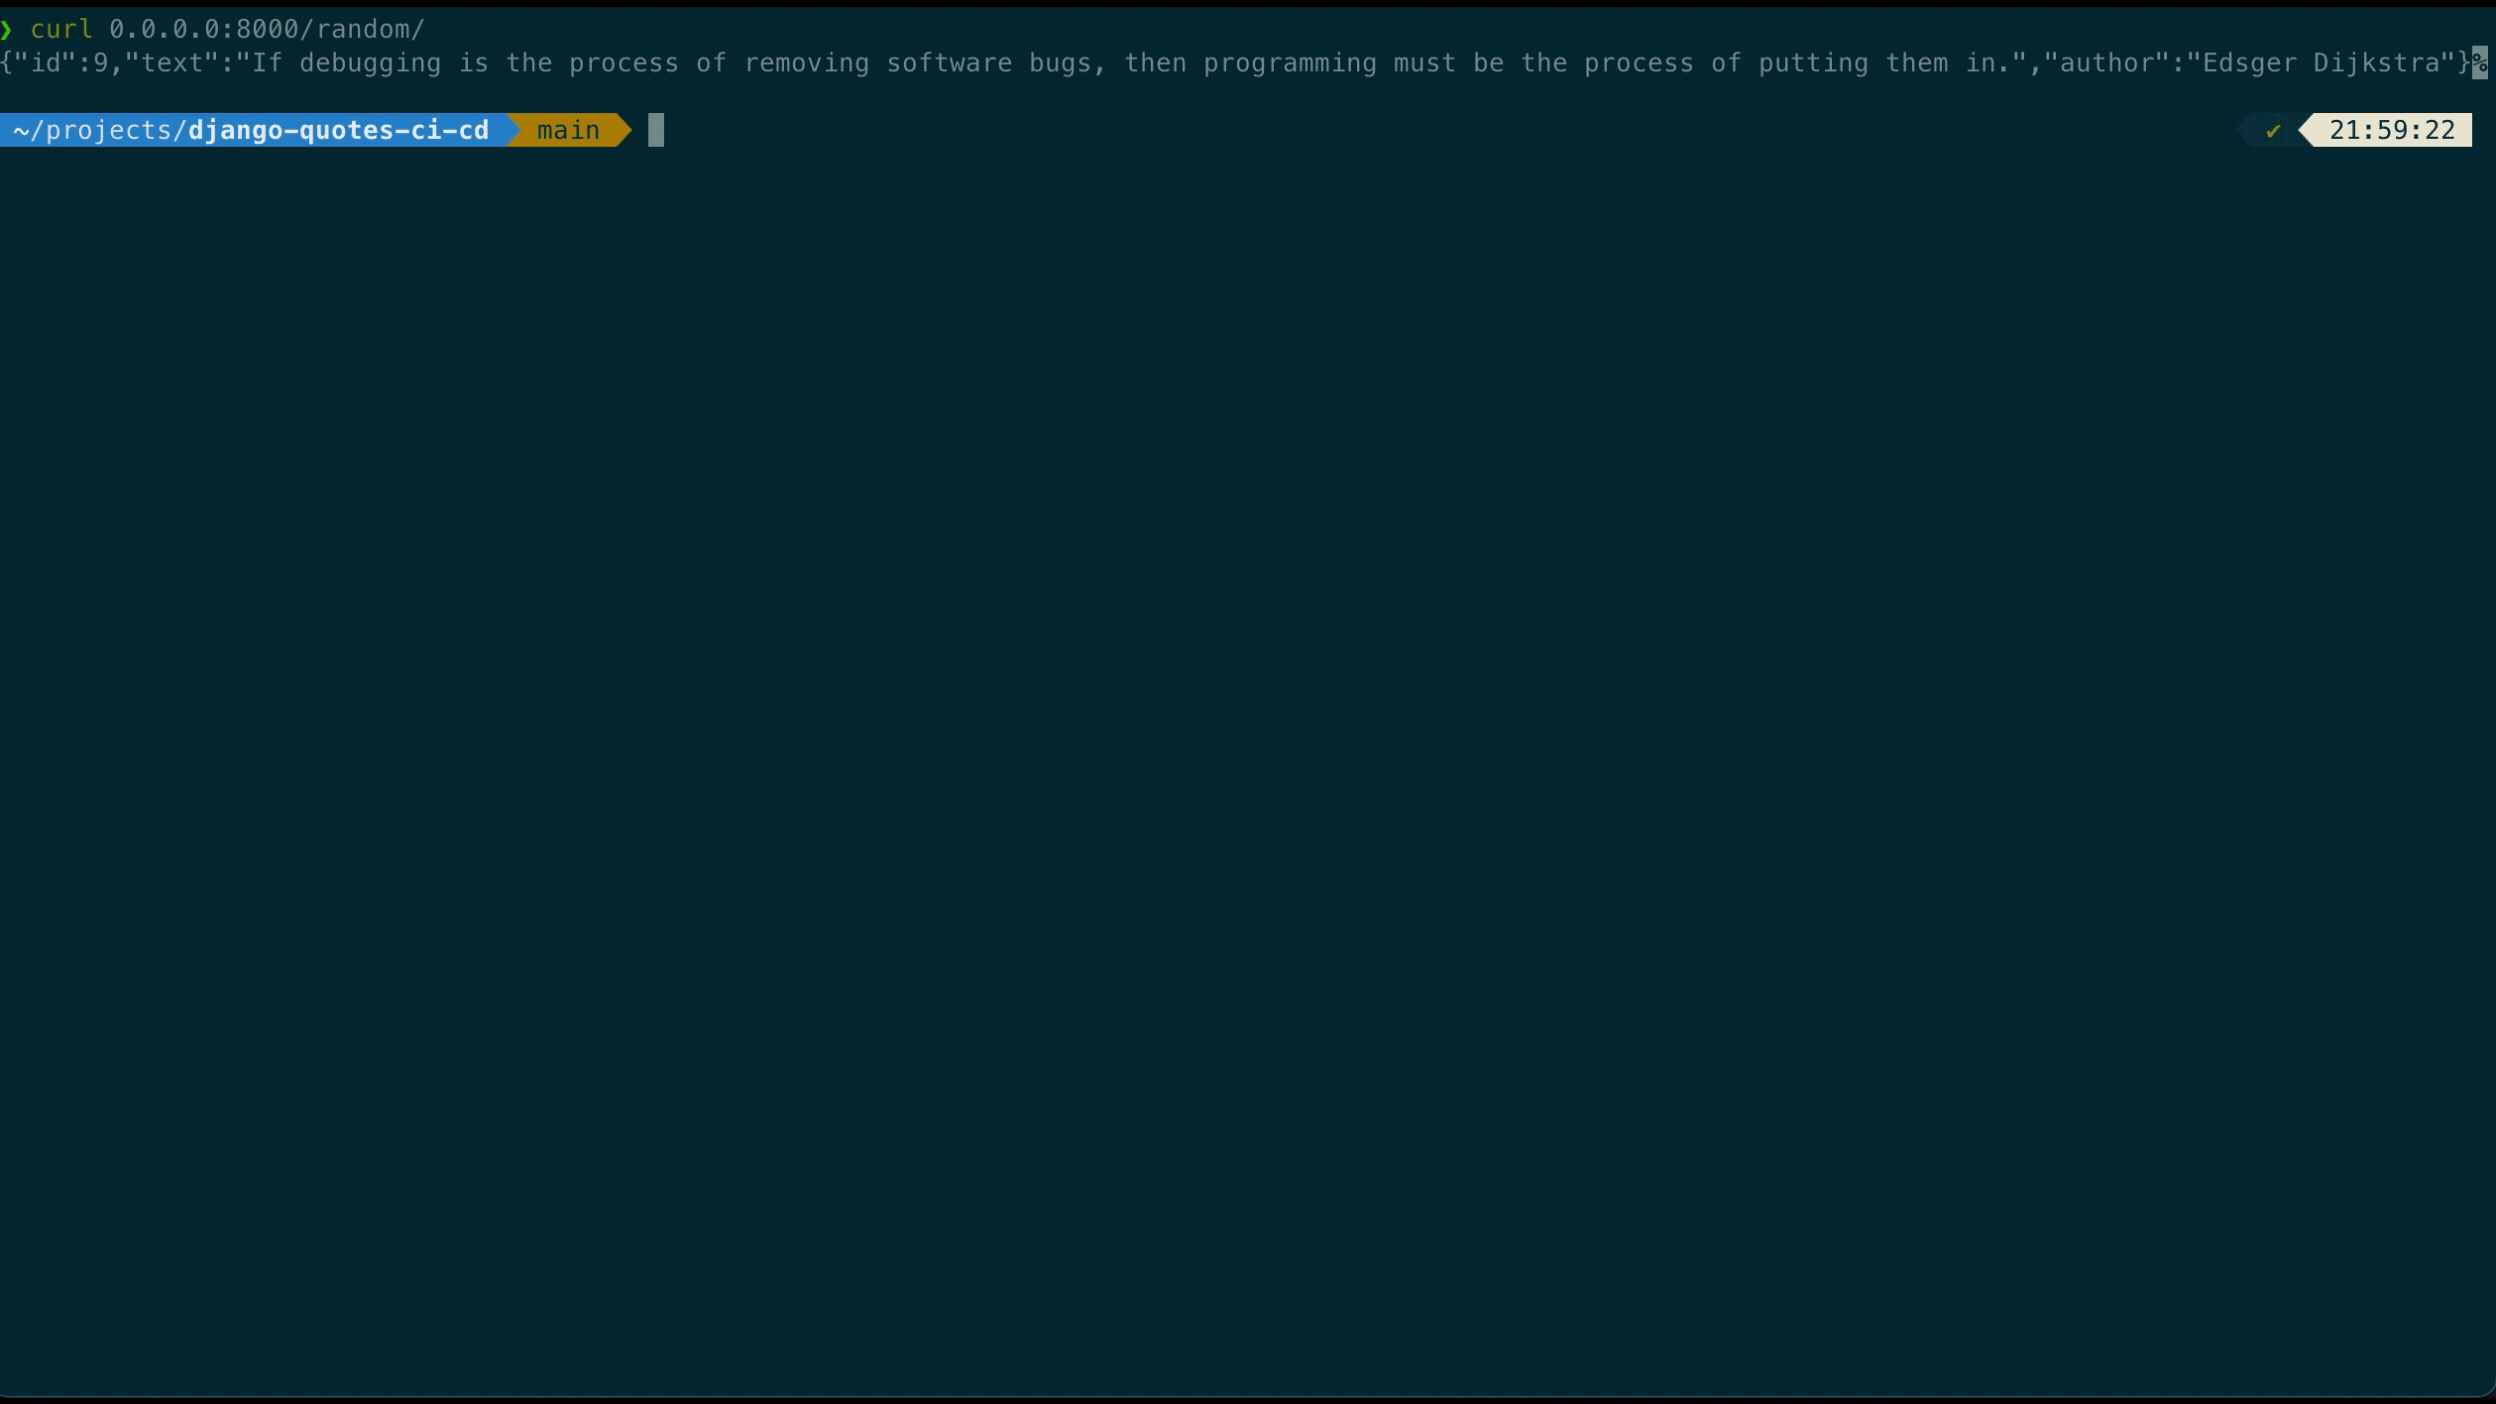 ❯ curl 0.0.0.0:8000/random/
{"id":9,"text":"If debugging is the process of removing software bugs, then programming must be the process of putting them in.","author":"Edsger Dijkstra"}%
~/projects/django-quotes-ci-cd main ✔ 21:59:22